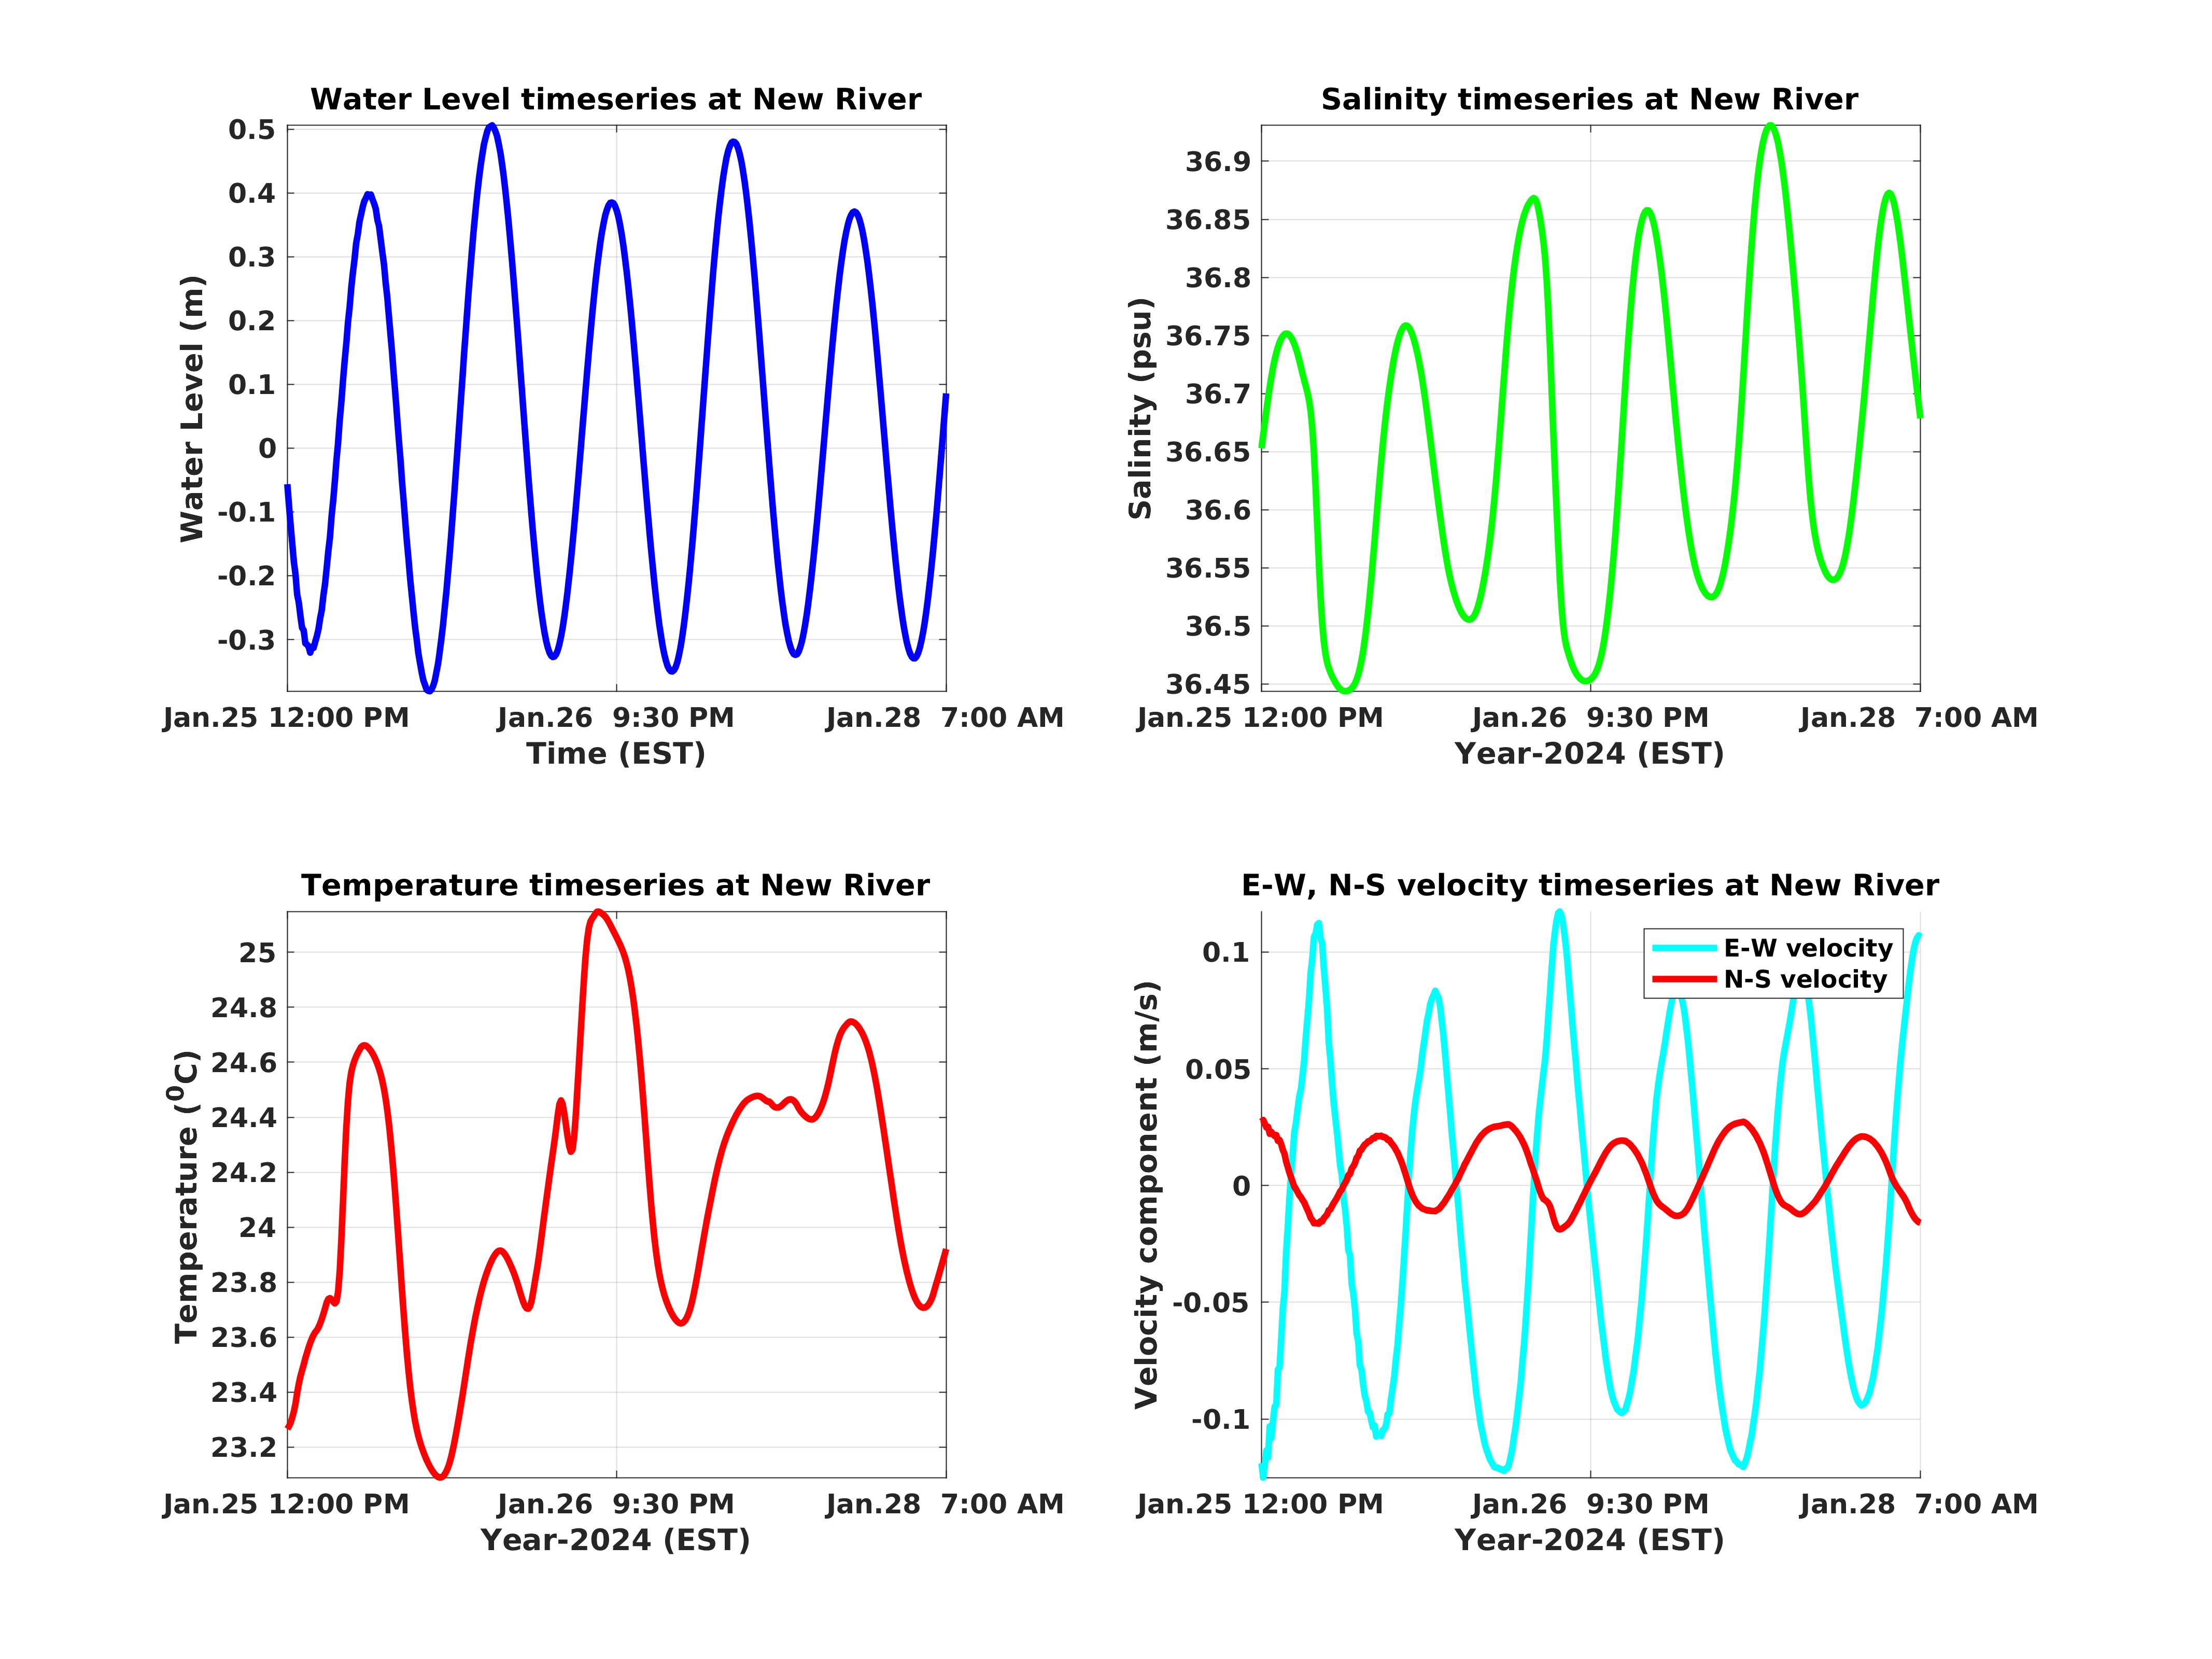 Water Level timeseries at New River
0.5
0.4
0.3
0.2
0.1
0
-0.1
-0.2
-0.3
Water Level (m)
Jan.25 12:00 PM
Jan.26  9:30 PM
Jan.28  7:00 AM
Time (EST)
Salinity timeseries at New River
36.9
36.85
36.8
36.75
36.7
36.65
36.6
36.55
36.5
36.45
Salinity (psu)
Jan.25 12:00 PM
Jan.26  9:30 PM
Jan.28  7:00 AM
Year-2024 (EST)
Temperature timeseries at New River
25
24.8
24.6
24.4
24.2
24
23.8
23.6
23.4
23.2
Temperature (⁰C)
Jan.25 12:00 PM
Jan.26  9:30 PM
Jan.28  7:00 AM
Year-2024 (EST)
E-W, N-S velocity timeseries at New River
E-W velocity
N-S velocity
0.1
0.05
0
-0.05
-0.1
Velocity component (m/s)
Jan.25 12:00 PM
Jan.26  9:30 PM
Jan.28  7:00 AM
Year-2024 (EST)